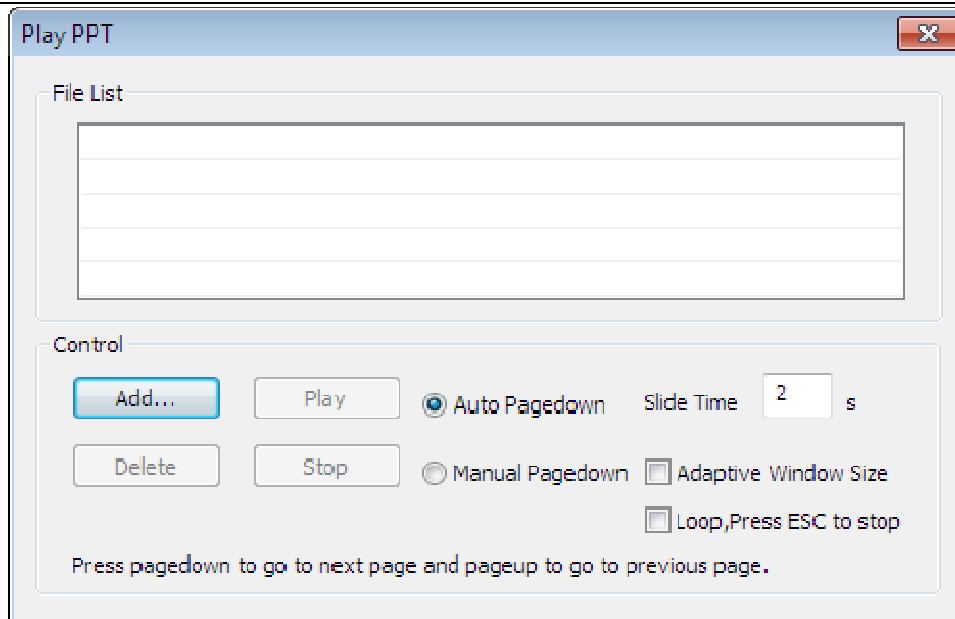 Play PPT
File List
Control
Add...
Play
Auto Pagedown
Slide Time
2
s
Delete
Stop
Manual Pagedown
Adaptive Window Size
Loop,Press ESC to stop
Press pagedown to go to next page and pageup to go to previous page.